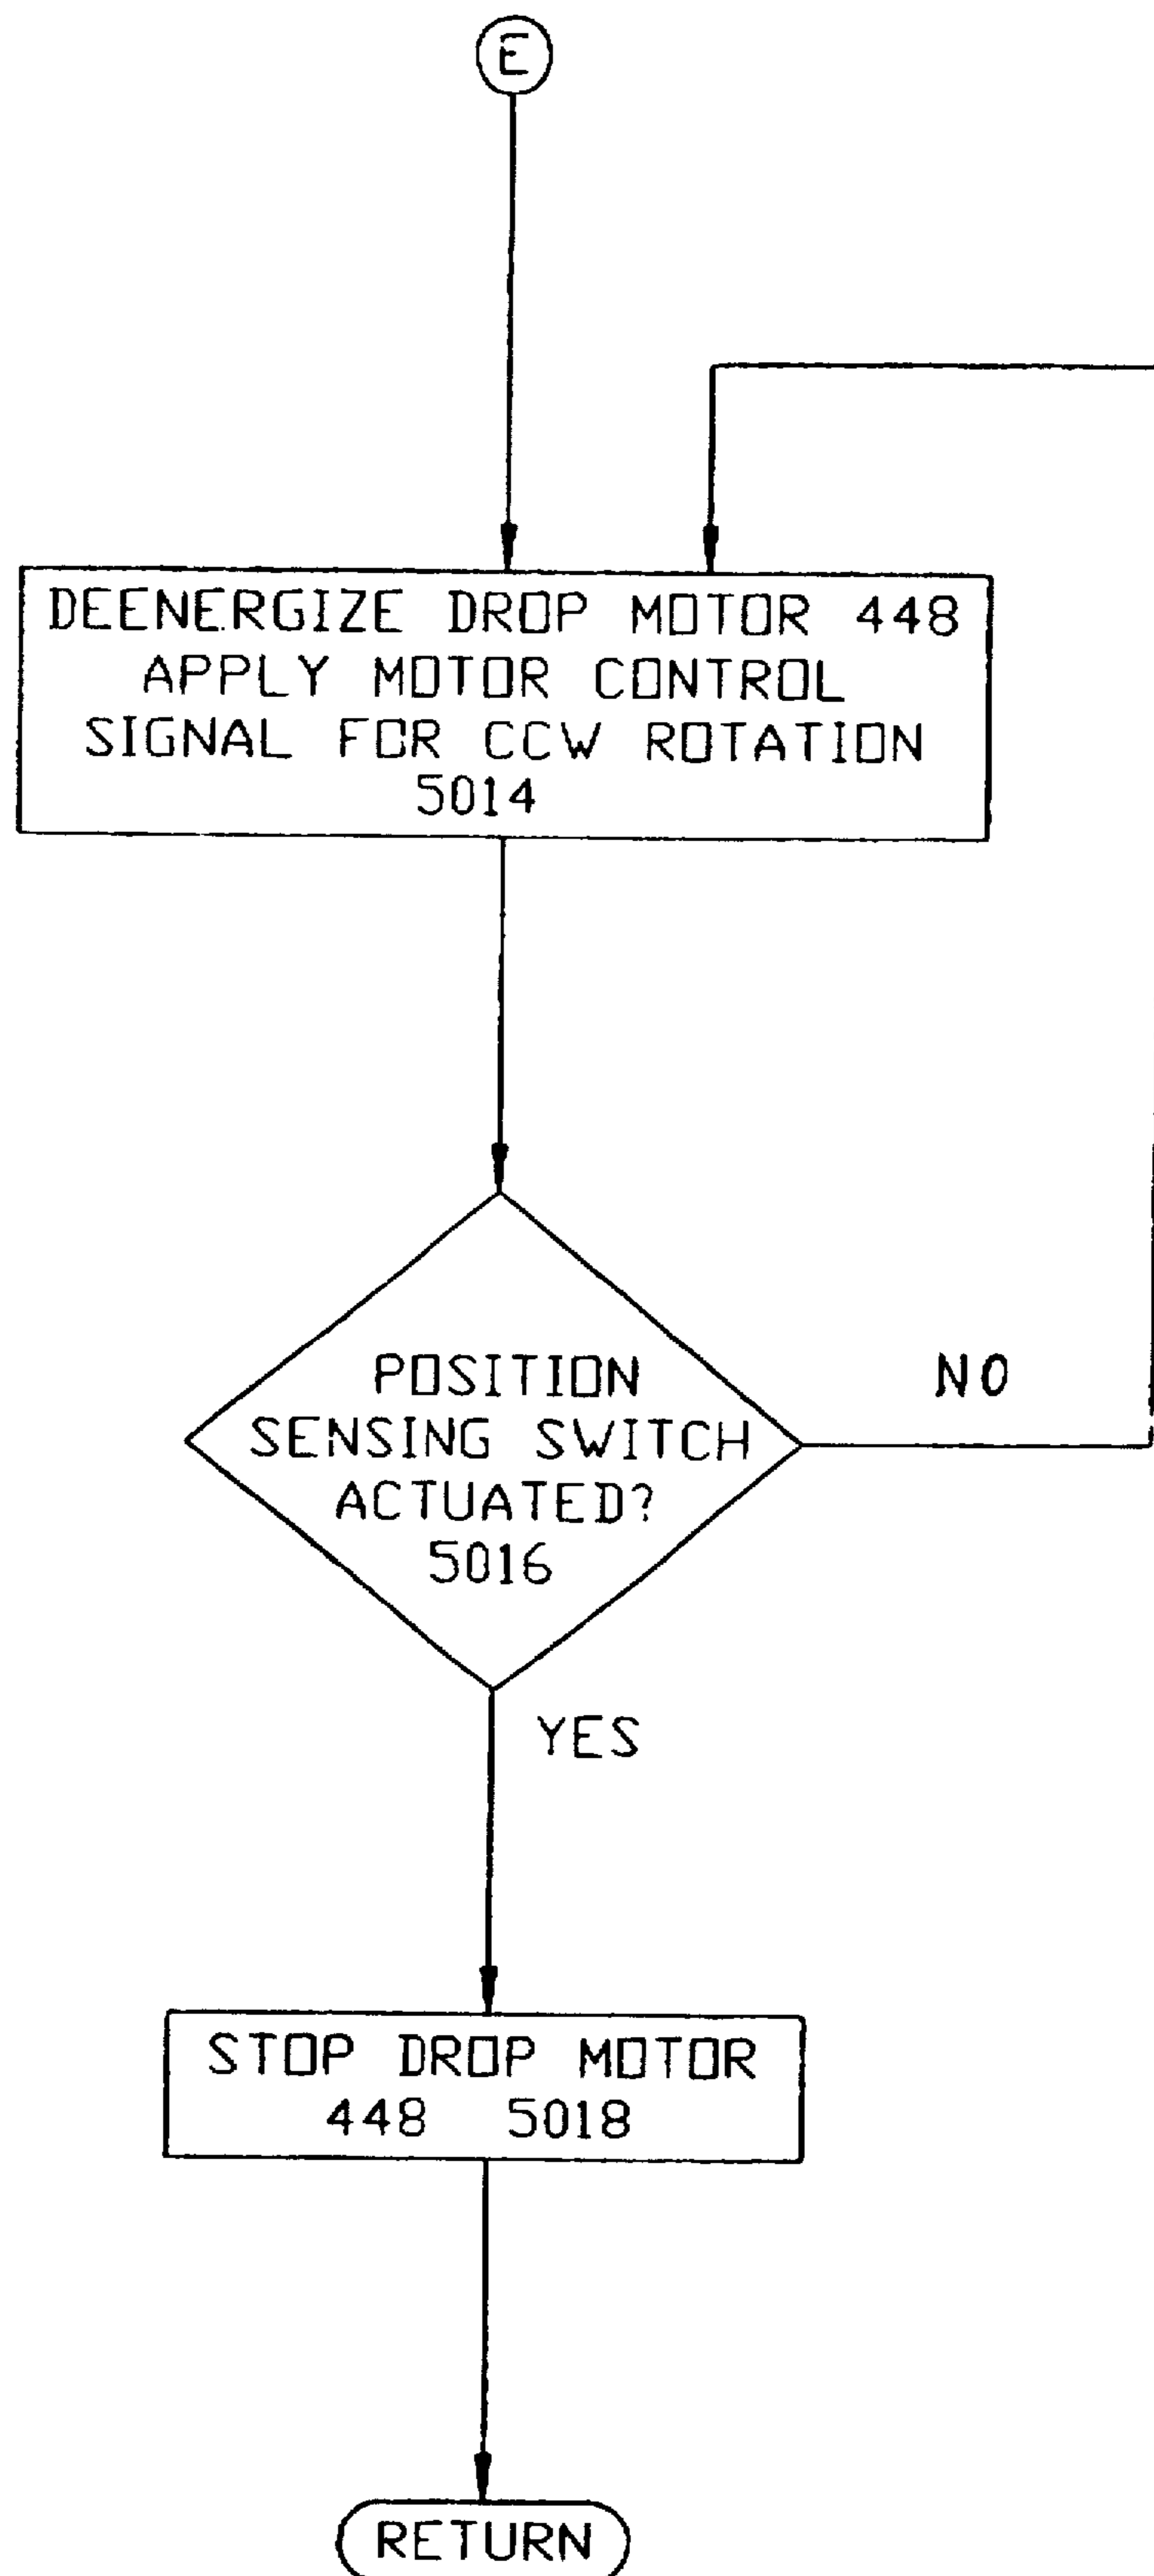 E
DEENERGIZE DROP MOTOR 448
APPLY MOTOR CONTROL
SIGNAL FOR CCW ROTATION
5014
POSITION
SENSING SWITCH
ACTUATED?
5016
NO
YES
STOP DROP MOTOR
448 5018
RETURN